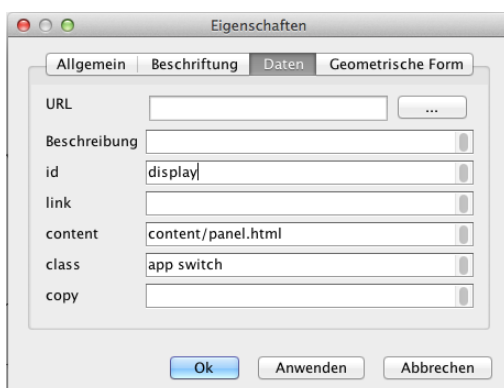 Eigenschaften
Allgemein Beschriftung Daten Geometrische Form
URL ...
Beschreibung
id display
link
content content/panel.html
class app switch
copy
Ok Anwenden Abbrechen